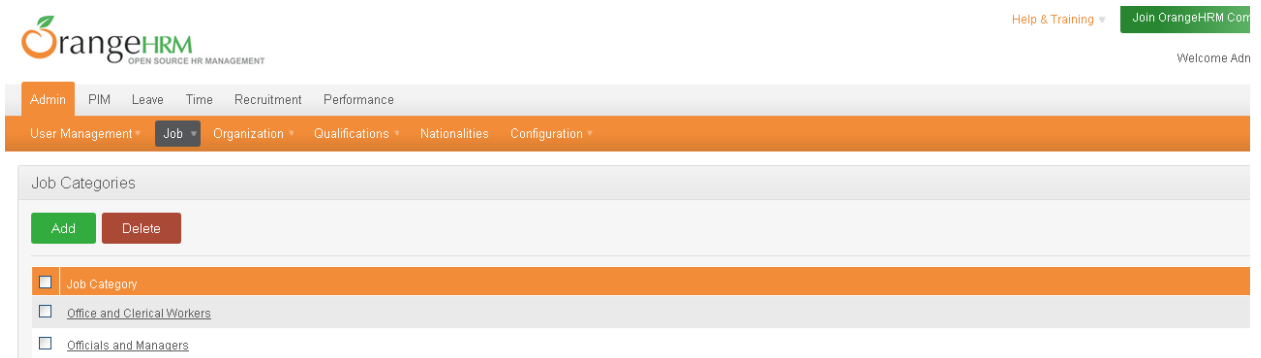 Help & Training
Join OrangeHRM Com
OrangeHRM
OPEN SOURCE HR MANAGEMENT
Welcome Adm
Admin PIM Leave Time Recruitment Performance
User Management Job Organization Qualifications Nationalities Configuration
Job Categories
Add Delete
Job Category
Office and Clerical Workers
Officials and Managers